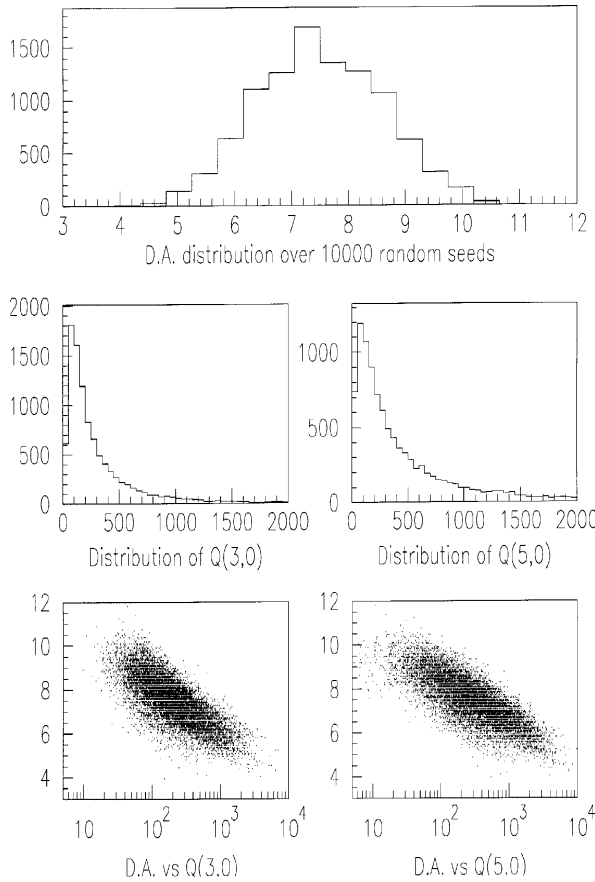 1500
1000
500
0
3 4 5 6 7 8 9 10 11 12
D.A. distribution over 10000 random seeds
2000
1500
1000
500
0
0 500 1000 1500 2000
Distribution of Q(3,0)
1000
500
0
0 500 1000 1500 2000
Distribution of Q(5,0)
12
10
8
6
4
10 10² 10³ 10⁴
D.A. vs Q(3,0)
12
10
8
6
4
10 10² 10³ 10⁴
D.A. vs Q(5,0)